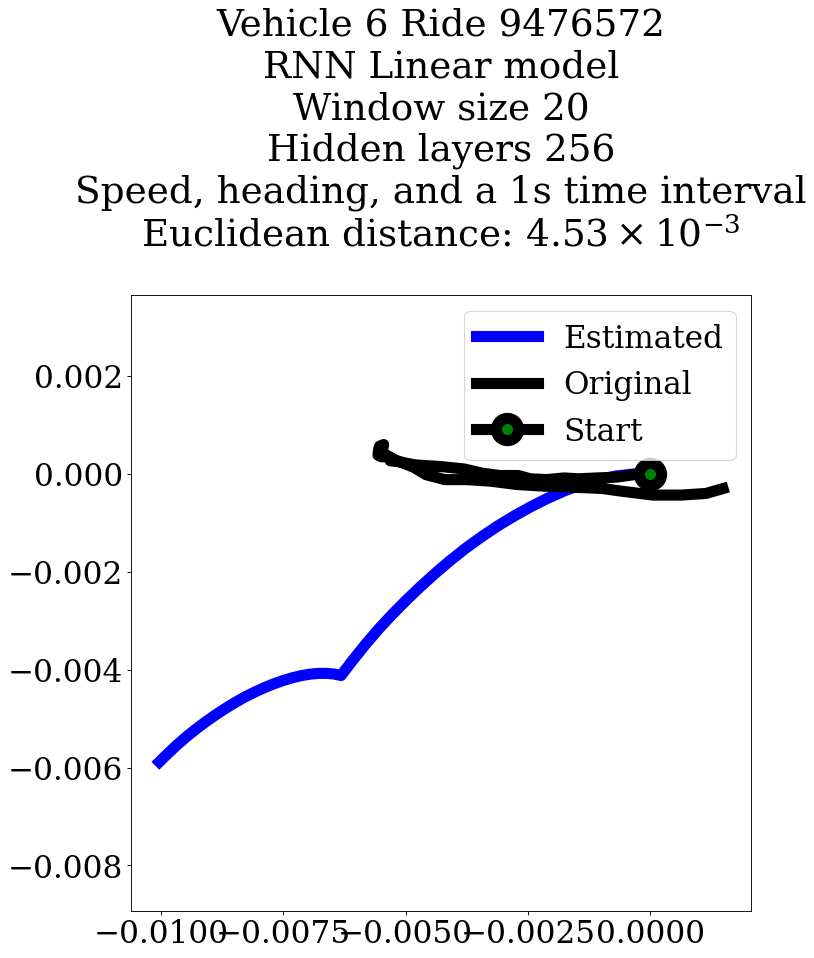 Vehicle 6 Ride 9476572
RNN Linear model
Window size 20
Hidden layers 256
Speed, heading, and a 1s time interval
Euclidean distance: 4.53 × 10⁻³
Estimated
Original
Start
0.002
0.000
−0.002
−0.004
−0.006
−0.008
−0.0100 −0.0075 −0.0050 −0.0025 0.0000